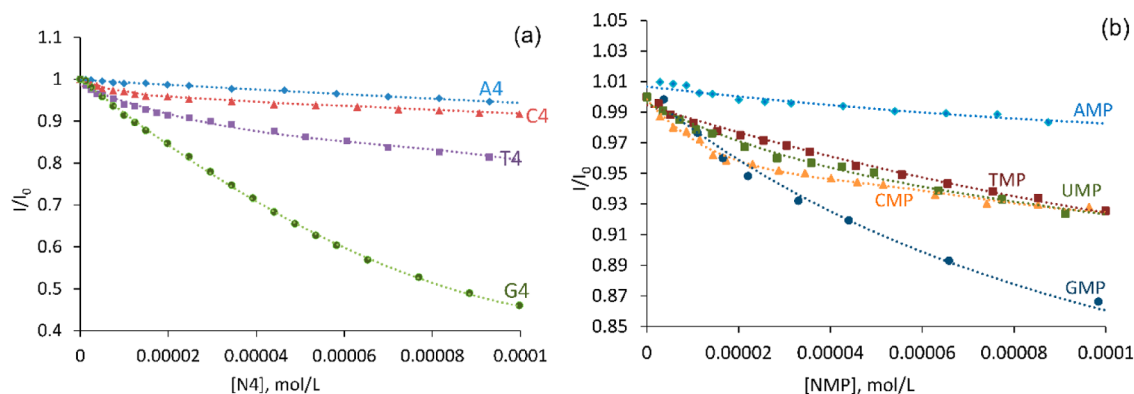 (a)
1.1
1
0.9
0.8
0.7
0.6
0.5
0.4
I/I₀
A4
C4
T4
G4
0
0.00002
0.00004
0.00006
0.00008
0.0001
[N4], mol/L
(b)
1.05
1.03
1.01
0.99
0.97
0.95
0.93
0.91
0.89
0.87
0.85
I/I₀
AMP
TMP
UMP
CMP
GMP
0
0.00002
0.00004
0.00006
0.00008
0.0001
[NMP], mol/L